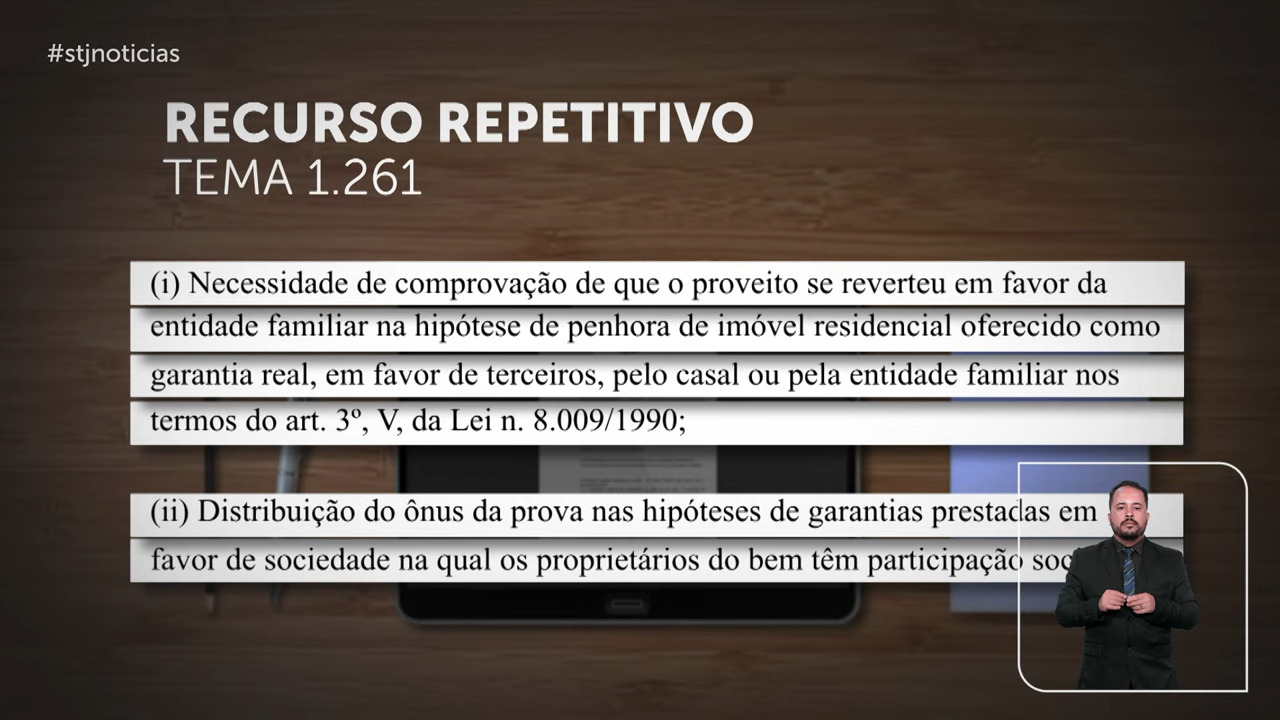 #stjnoticias
RECURSO REPETITIVO
TEMA 1.261
(i) Necessidade de comprovação de que o proveito se reverteu em favor da
entidade familiar na hipótese de penhora de imóvel residencial oferecido como
garantia real, em favor de terceiros, pelo casal ou pela entidade familiar nos
termos do art. 3º, V, da Lei n. 8.009/1990;
(ii) Distribuição do ônus da prova nas hipóteses de garantias prestadas em
favor de sociedade na qual os proprietários do bem têm participação